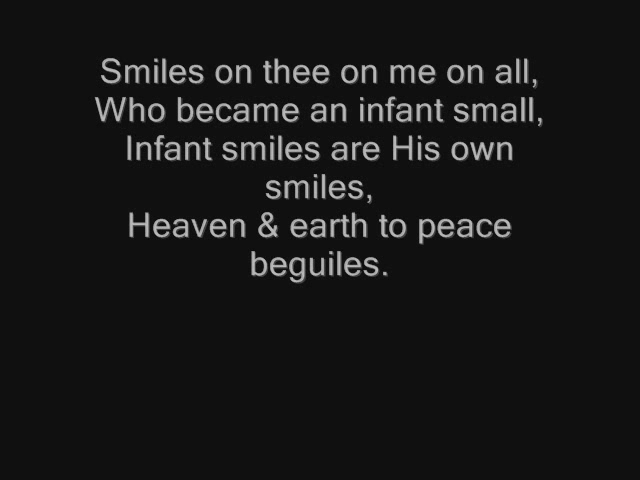 Smiles on thee on me on all,
Who became an infant small,
Infant smiles are His own
smiles,
Heaven & earth to peace
beguiles.